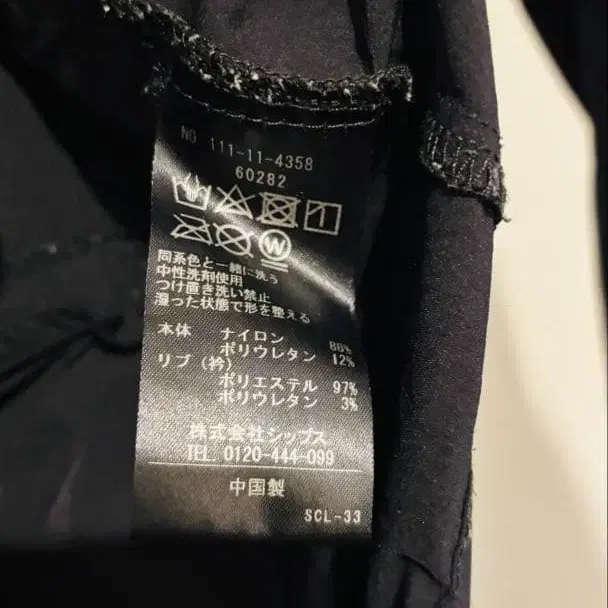 NO 111-11-4358
60282
W
同系色と一緒に洗う
中性洗剤使用
つけ置き洗い禁止
湿った状態で形を整える
本体 ナイロン 88%
ポリウレタン 12%
リブ（衿）
ポリエステル 97%
ポリウレタン 3%
株式会社シップス
TEL. 0120-444-099
中国製
SCL-33